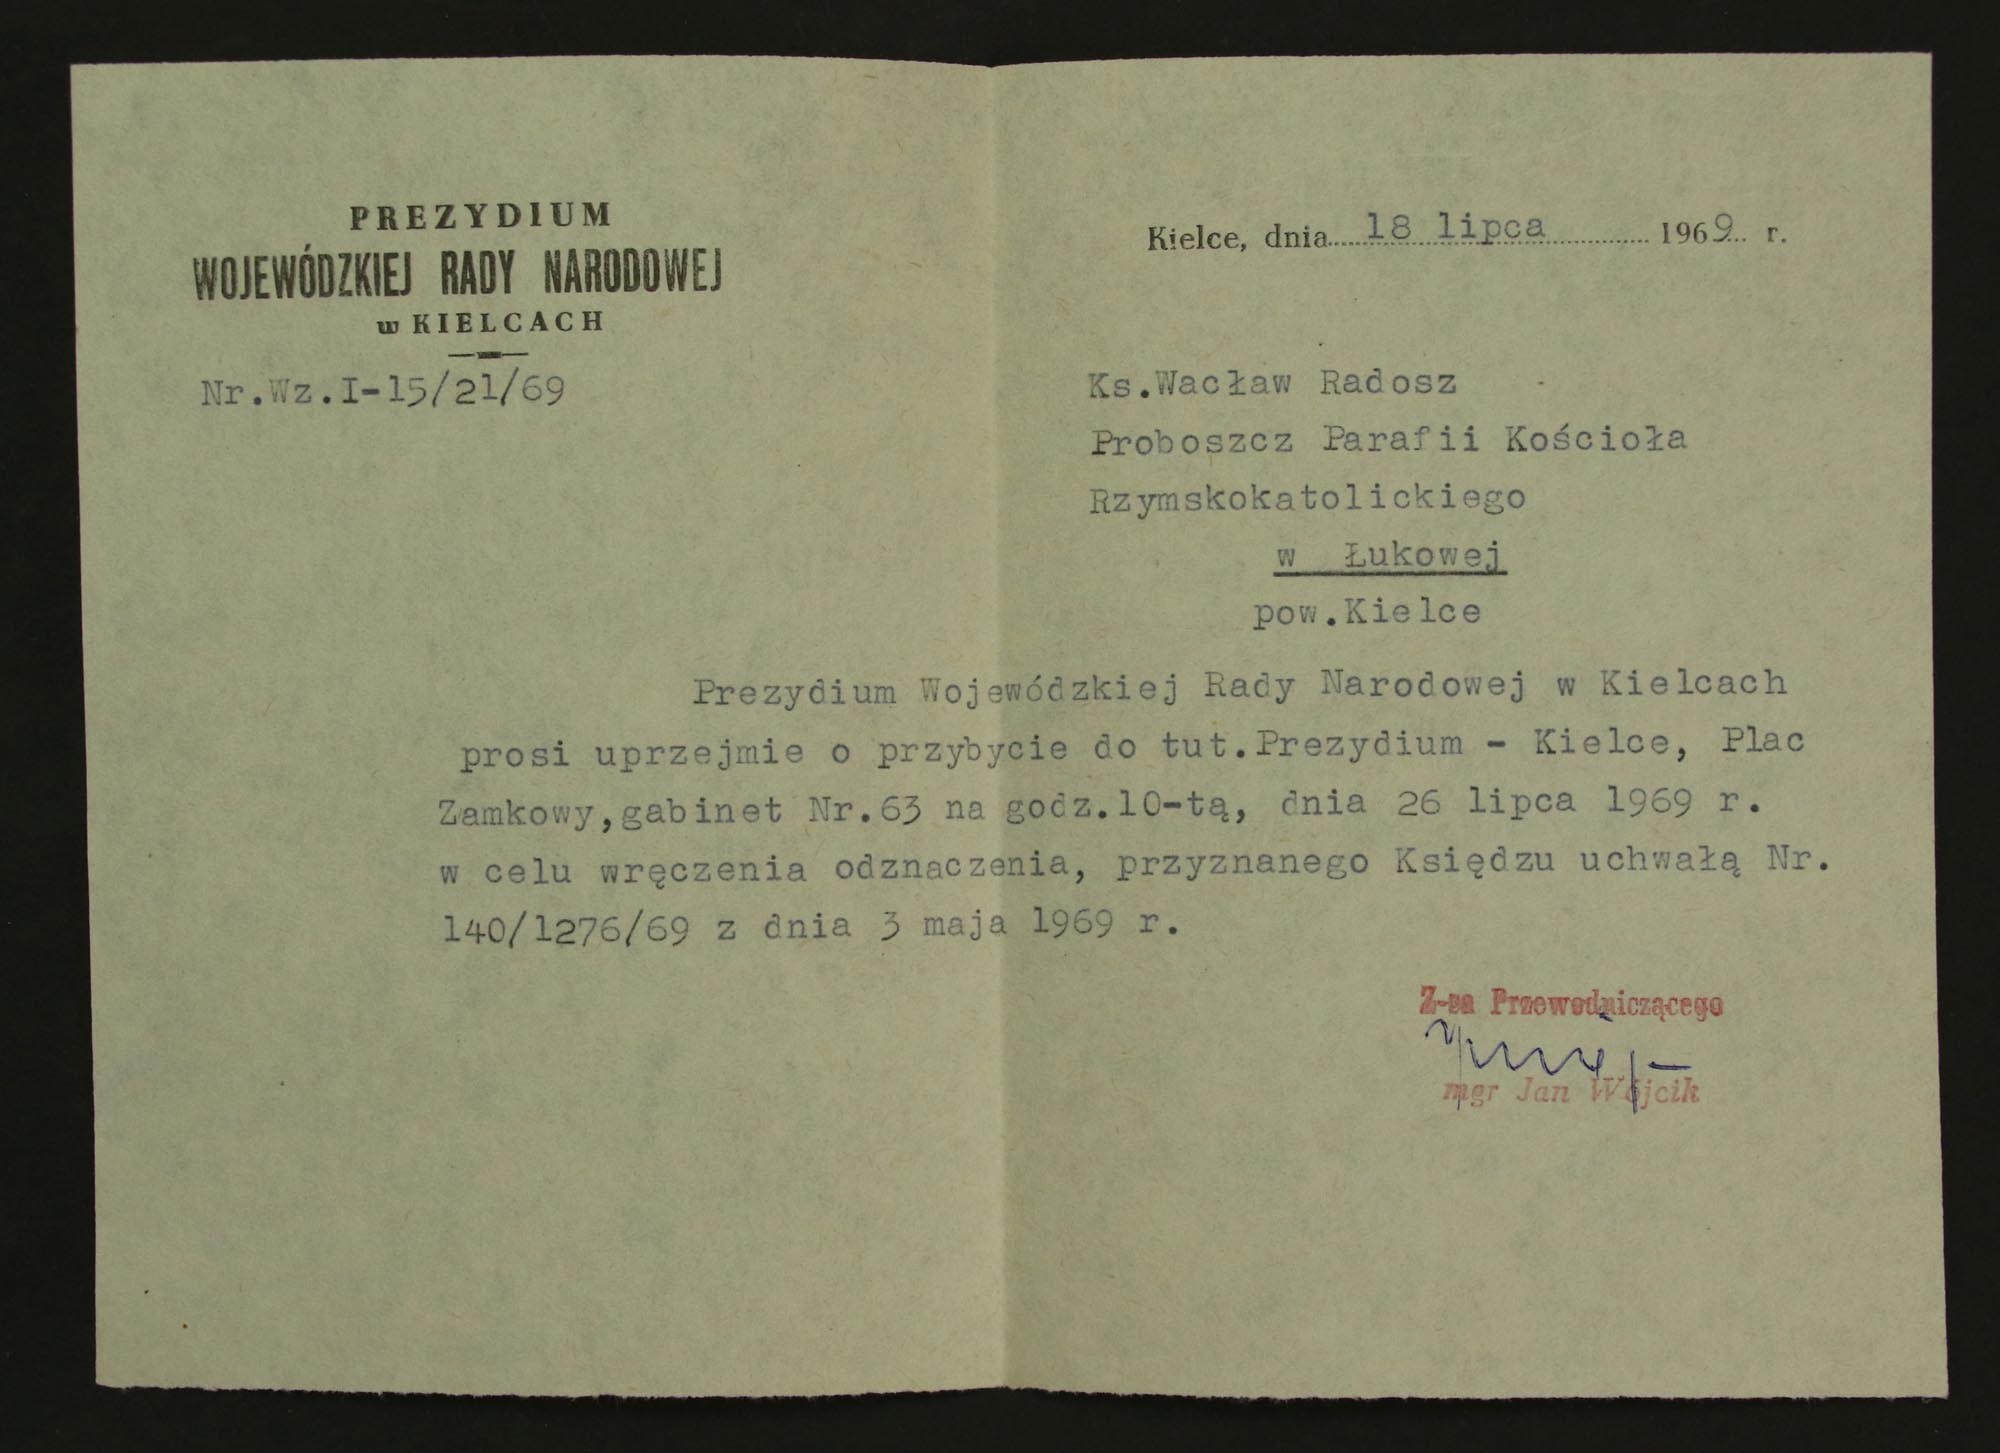 PREZYDIUM
WOJEWÓDZKIEJ RADY NARODOWEJ
w KIELCACH
Nr.Wz.I-15/21/69
Kielce, dnia 18 lipca 1969 r.
Ks.Wacław Radosz
Proboszcz Parafii Kościoła
Rzymskokatolickiego
w Łukowej
pow.Kielce
Prezydium Wojewódzkiej Rady Narodowej w Kielcach
prosi uprzejmie o przybycie do tut.Prezydium - Kielce, Plac
Zamkowy,gabinet Nr.63 na godz.10-tą, dnia 26 lipca 1969 r.
w celu wręczenia odznaczenia, przyznanego Księdzu uchwałą Nr.
140/1276/69 z dnia 3 maja 1969 r.
Z-ca Przewodniczącego
mgr Jan Wójcik